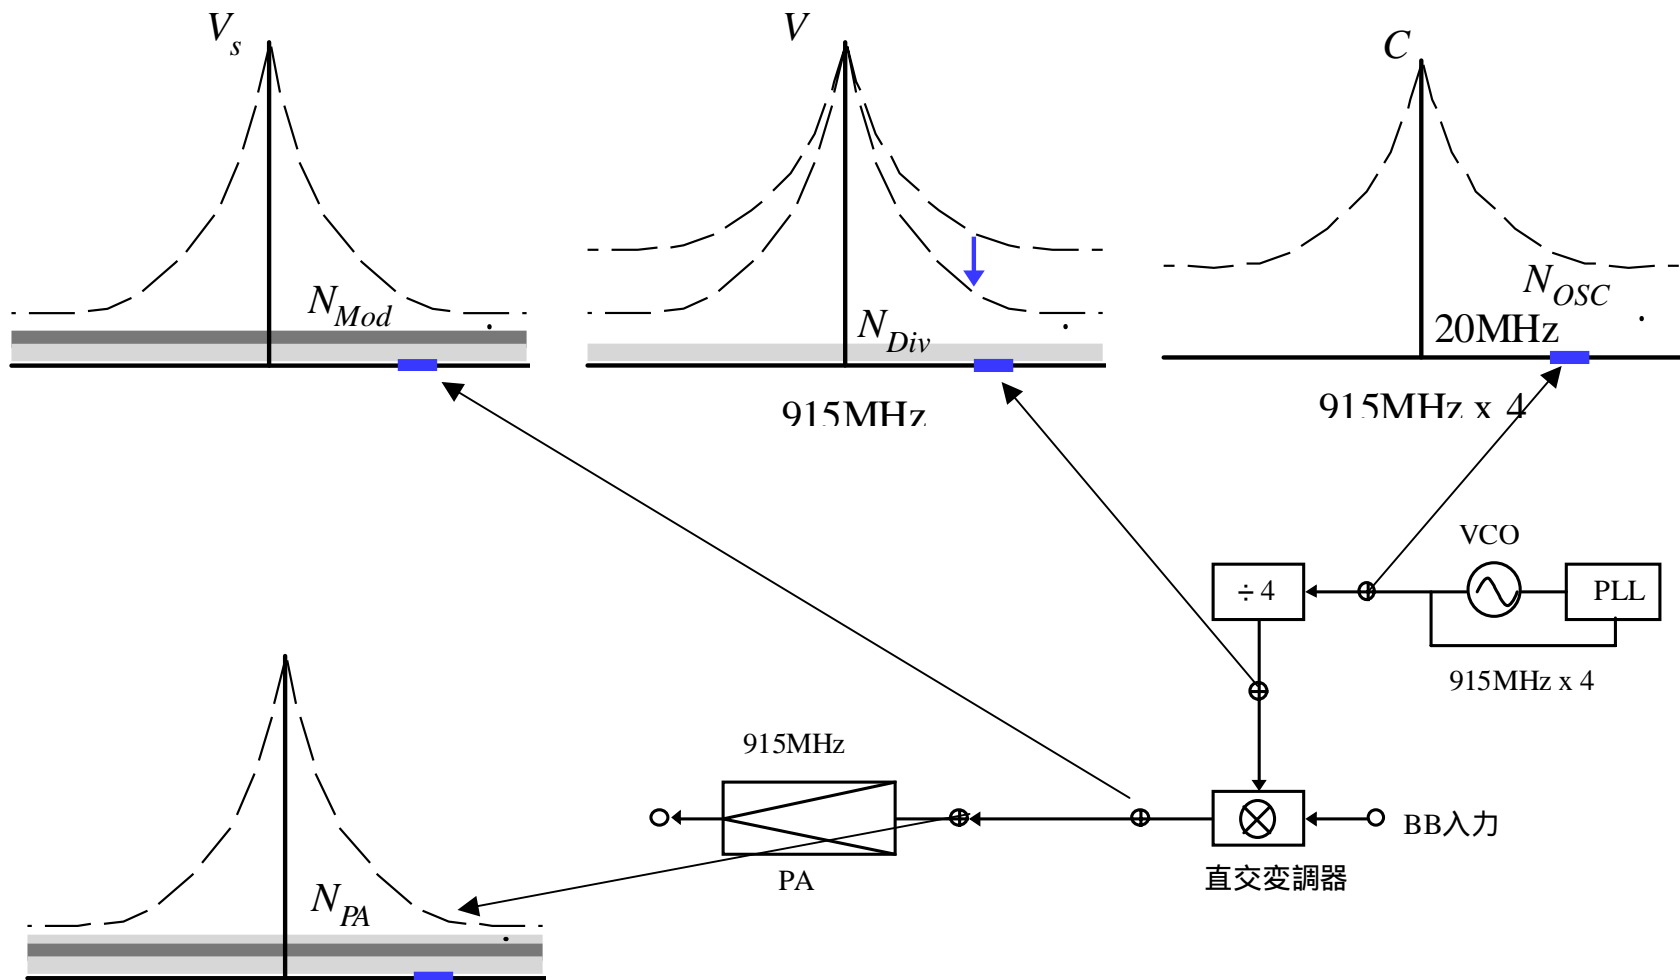 Vs
V
C
NMod
NDiv
NOSC
20MHz
915MHz
915MHz x 4
VCO
÷ 4
PLL
915MHz x 4
915MHz
BB入力
PA
直交変調器
NPA